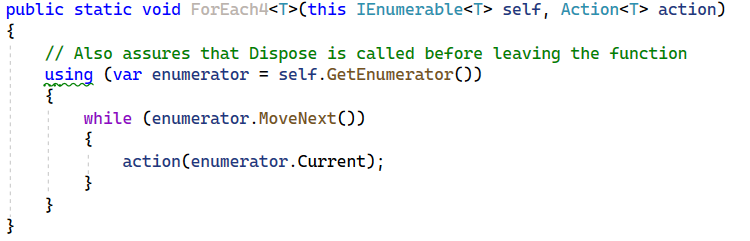 public static void ForEach4<T>(this IEnumerable<T> self, Action<T> action)
{
    // Also assures that Dispose is called before leaving the function
    using (var enumerator = self.GetEnumerator())
    {
        while (enumerator.MoveNext())
        {
            action(enumerator.Current);
        }
    }
}